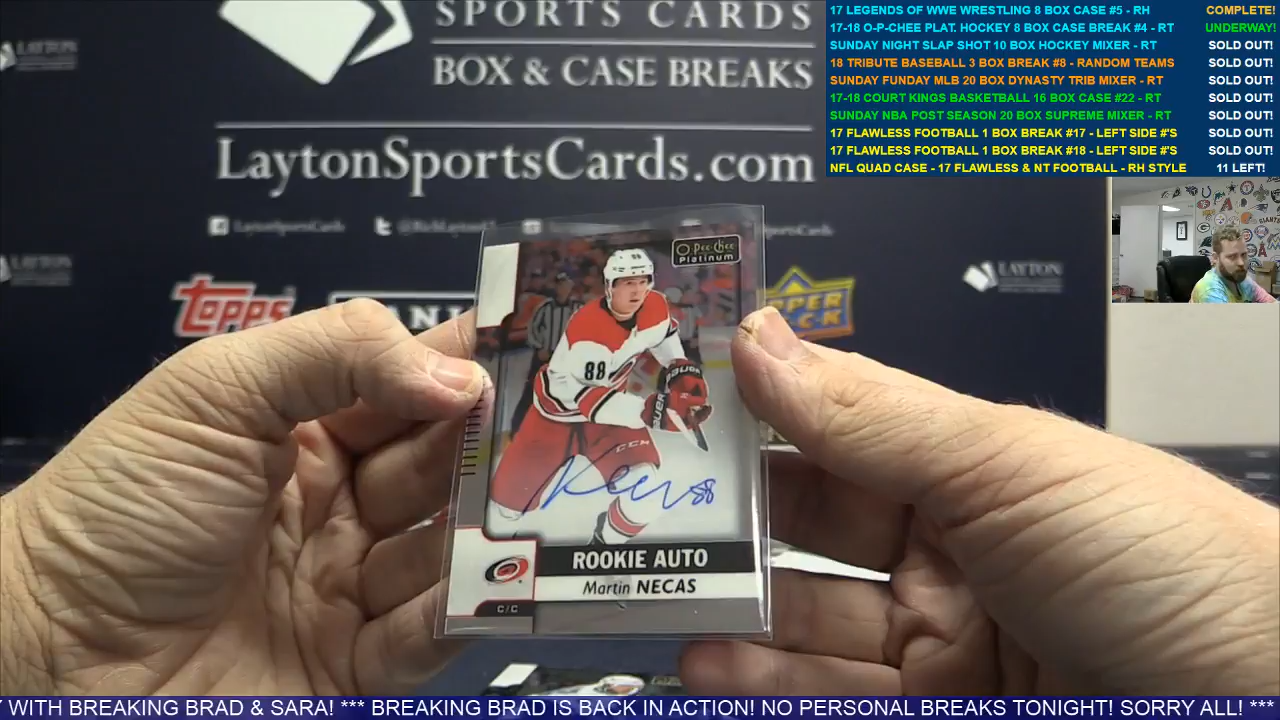 SPORTS CARDS
BOX & CASE BREAKS
LaytonSportsCards.com
LaytonSportsCards
17 LEGENDS OF WWE WRESTLING 8 BOX CASE #5 - RH COMPLETE!
17-18 O-P-CHEE PLAT. HOCKEY 8 BOX CASE BREAK #4 - RT UNDERWAY!
SUNDAY NIGHT SLAP SHOT 10 BOX HOCKEY MIXER - RT SOLD OUT!
18 TRIBUTE BASEBALL 3 BOX BREAK #8 - RANDOM TEAMS SOLD OUT!
SUNDAY FUNDAY MLB 20 BOX DYNASTY TRIB MIXER - RT SOLD OUT!
17-18 COURT KINGS BASKETBALL 16 BOX CASE #22 - RT SOLD OUT!
SUNDAY NBA POST SEASON 20 BOX SUPREME MIXER - RT SOLD OUT!
17 FLAWLESS FOOTBALL 1 BOX BREAK #17 - LEFT SIDE #'S SOLD OUT!
17 FLAWLESS FOOTBALL 1 BOX BREAK #18 - LEFT SIDE #'S SOLD OUT!
NFL QUAD CASE - 17 FLAWLESS & NT FOOTBALL - RH STYLE 11 LEFT!
LAYTON
LAYTON
topps
O-Pee-Chee
Platinum
88
88
CCM
88
ROOKIE AUTO
Martin NECAS
C/C
WITH BREAKING BRAD & SARA! *** BREAKING BRAD IS BACK IN ACTION! NO PERSONAL BREAKS TONIGHT! SORRY ALL! ***